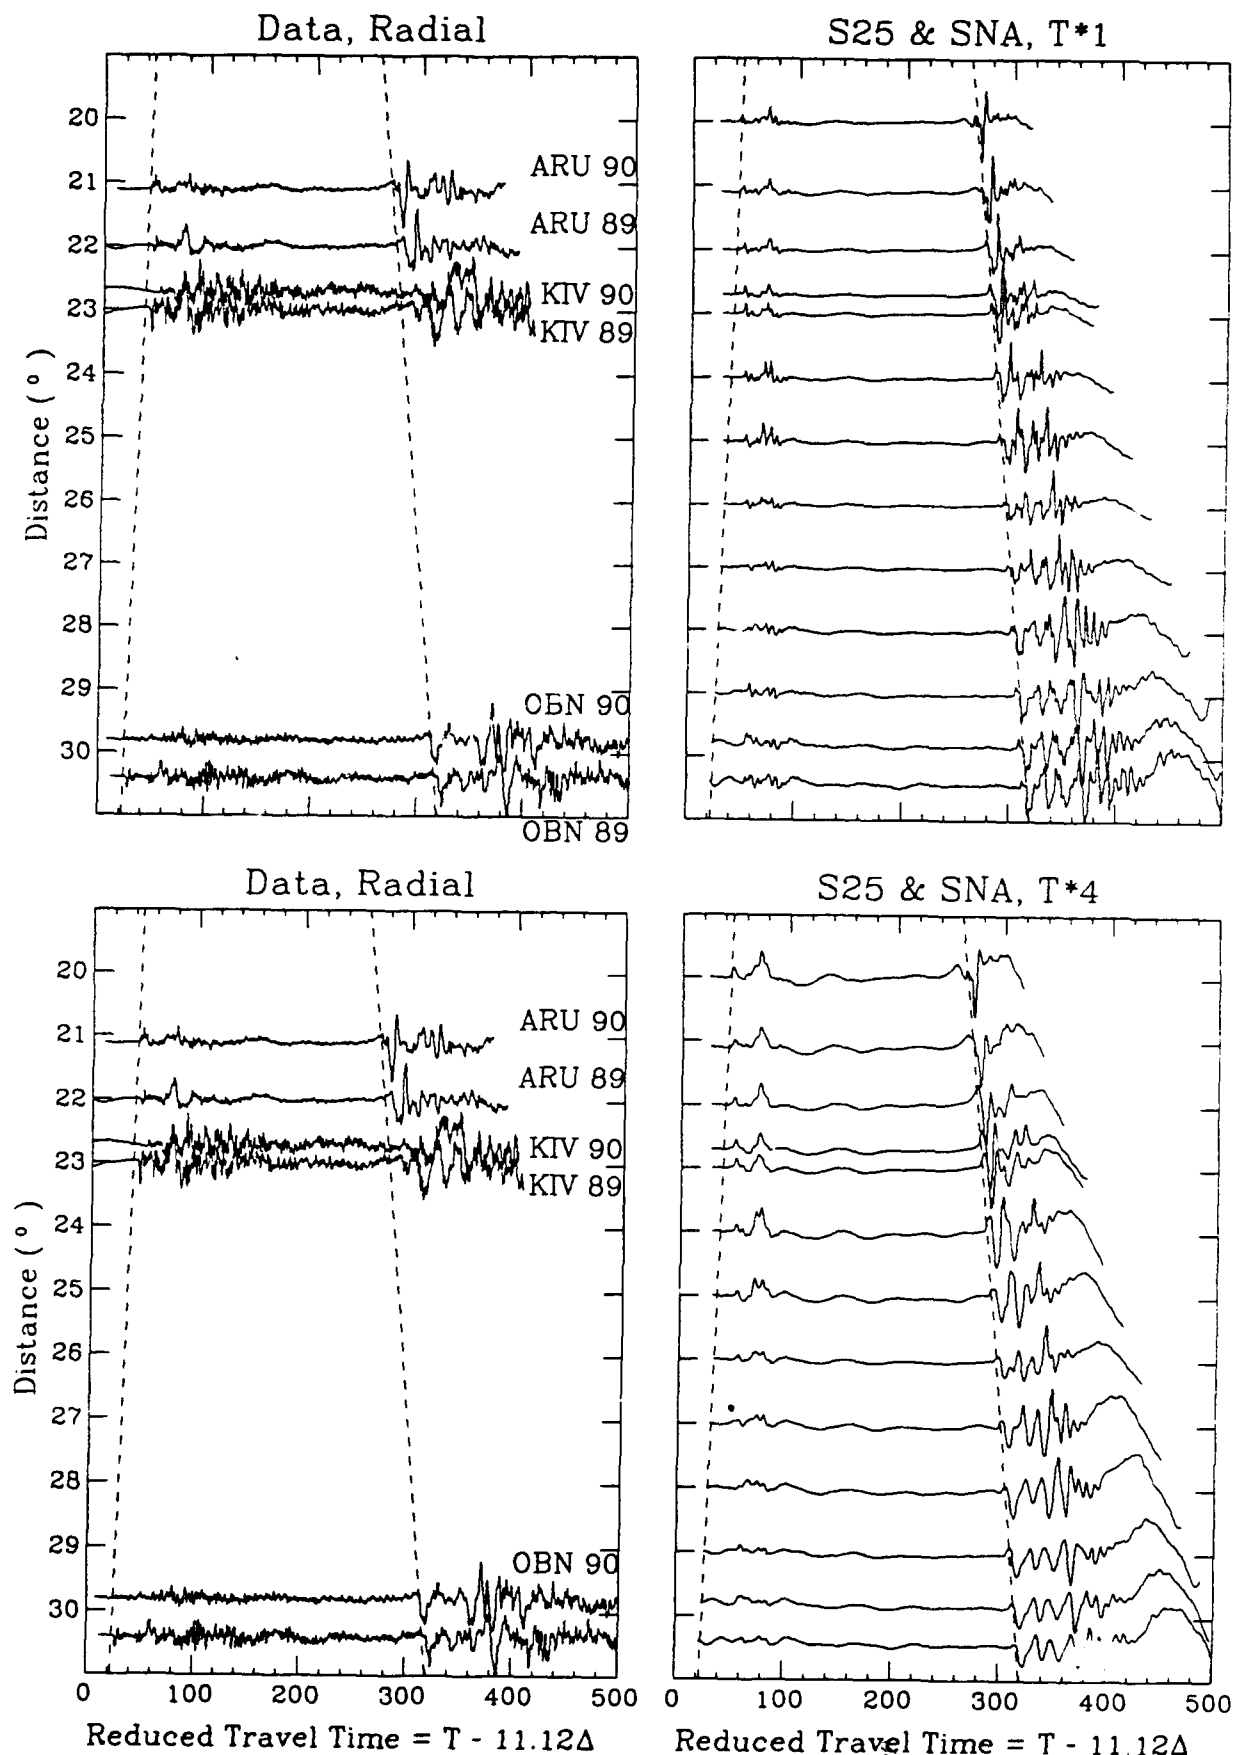 Data, Radial
S25 & SNA, T*1
20
21
22
23
24
25
26
27
28
29
30
Distance ( ° )
ARU 90
ARU 89
KIV 90
KIV 89
OBN 90
OBN 89
Data, Radial
S25 & SNA, T*4
20
21
22
23
24
25
26
27
28
29
30
Distance ( ° )
ARU 90
ARU 89
KIV 90
KIV 89
OBN 90
0 100 200 300 400 500
0 100 200 300 400 500
Reduced Travel Time = T - 11.12Δ
Reduced Travel Time = T - 11.12Δ